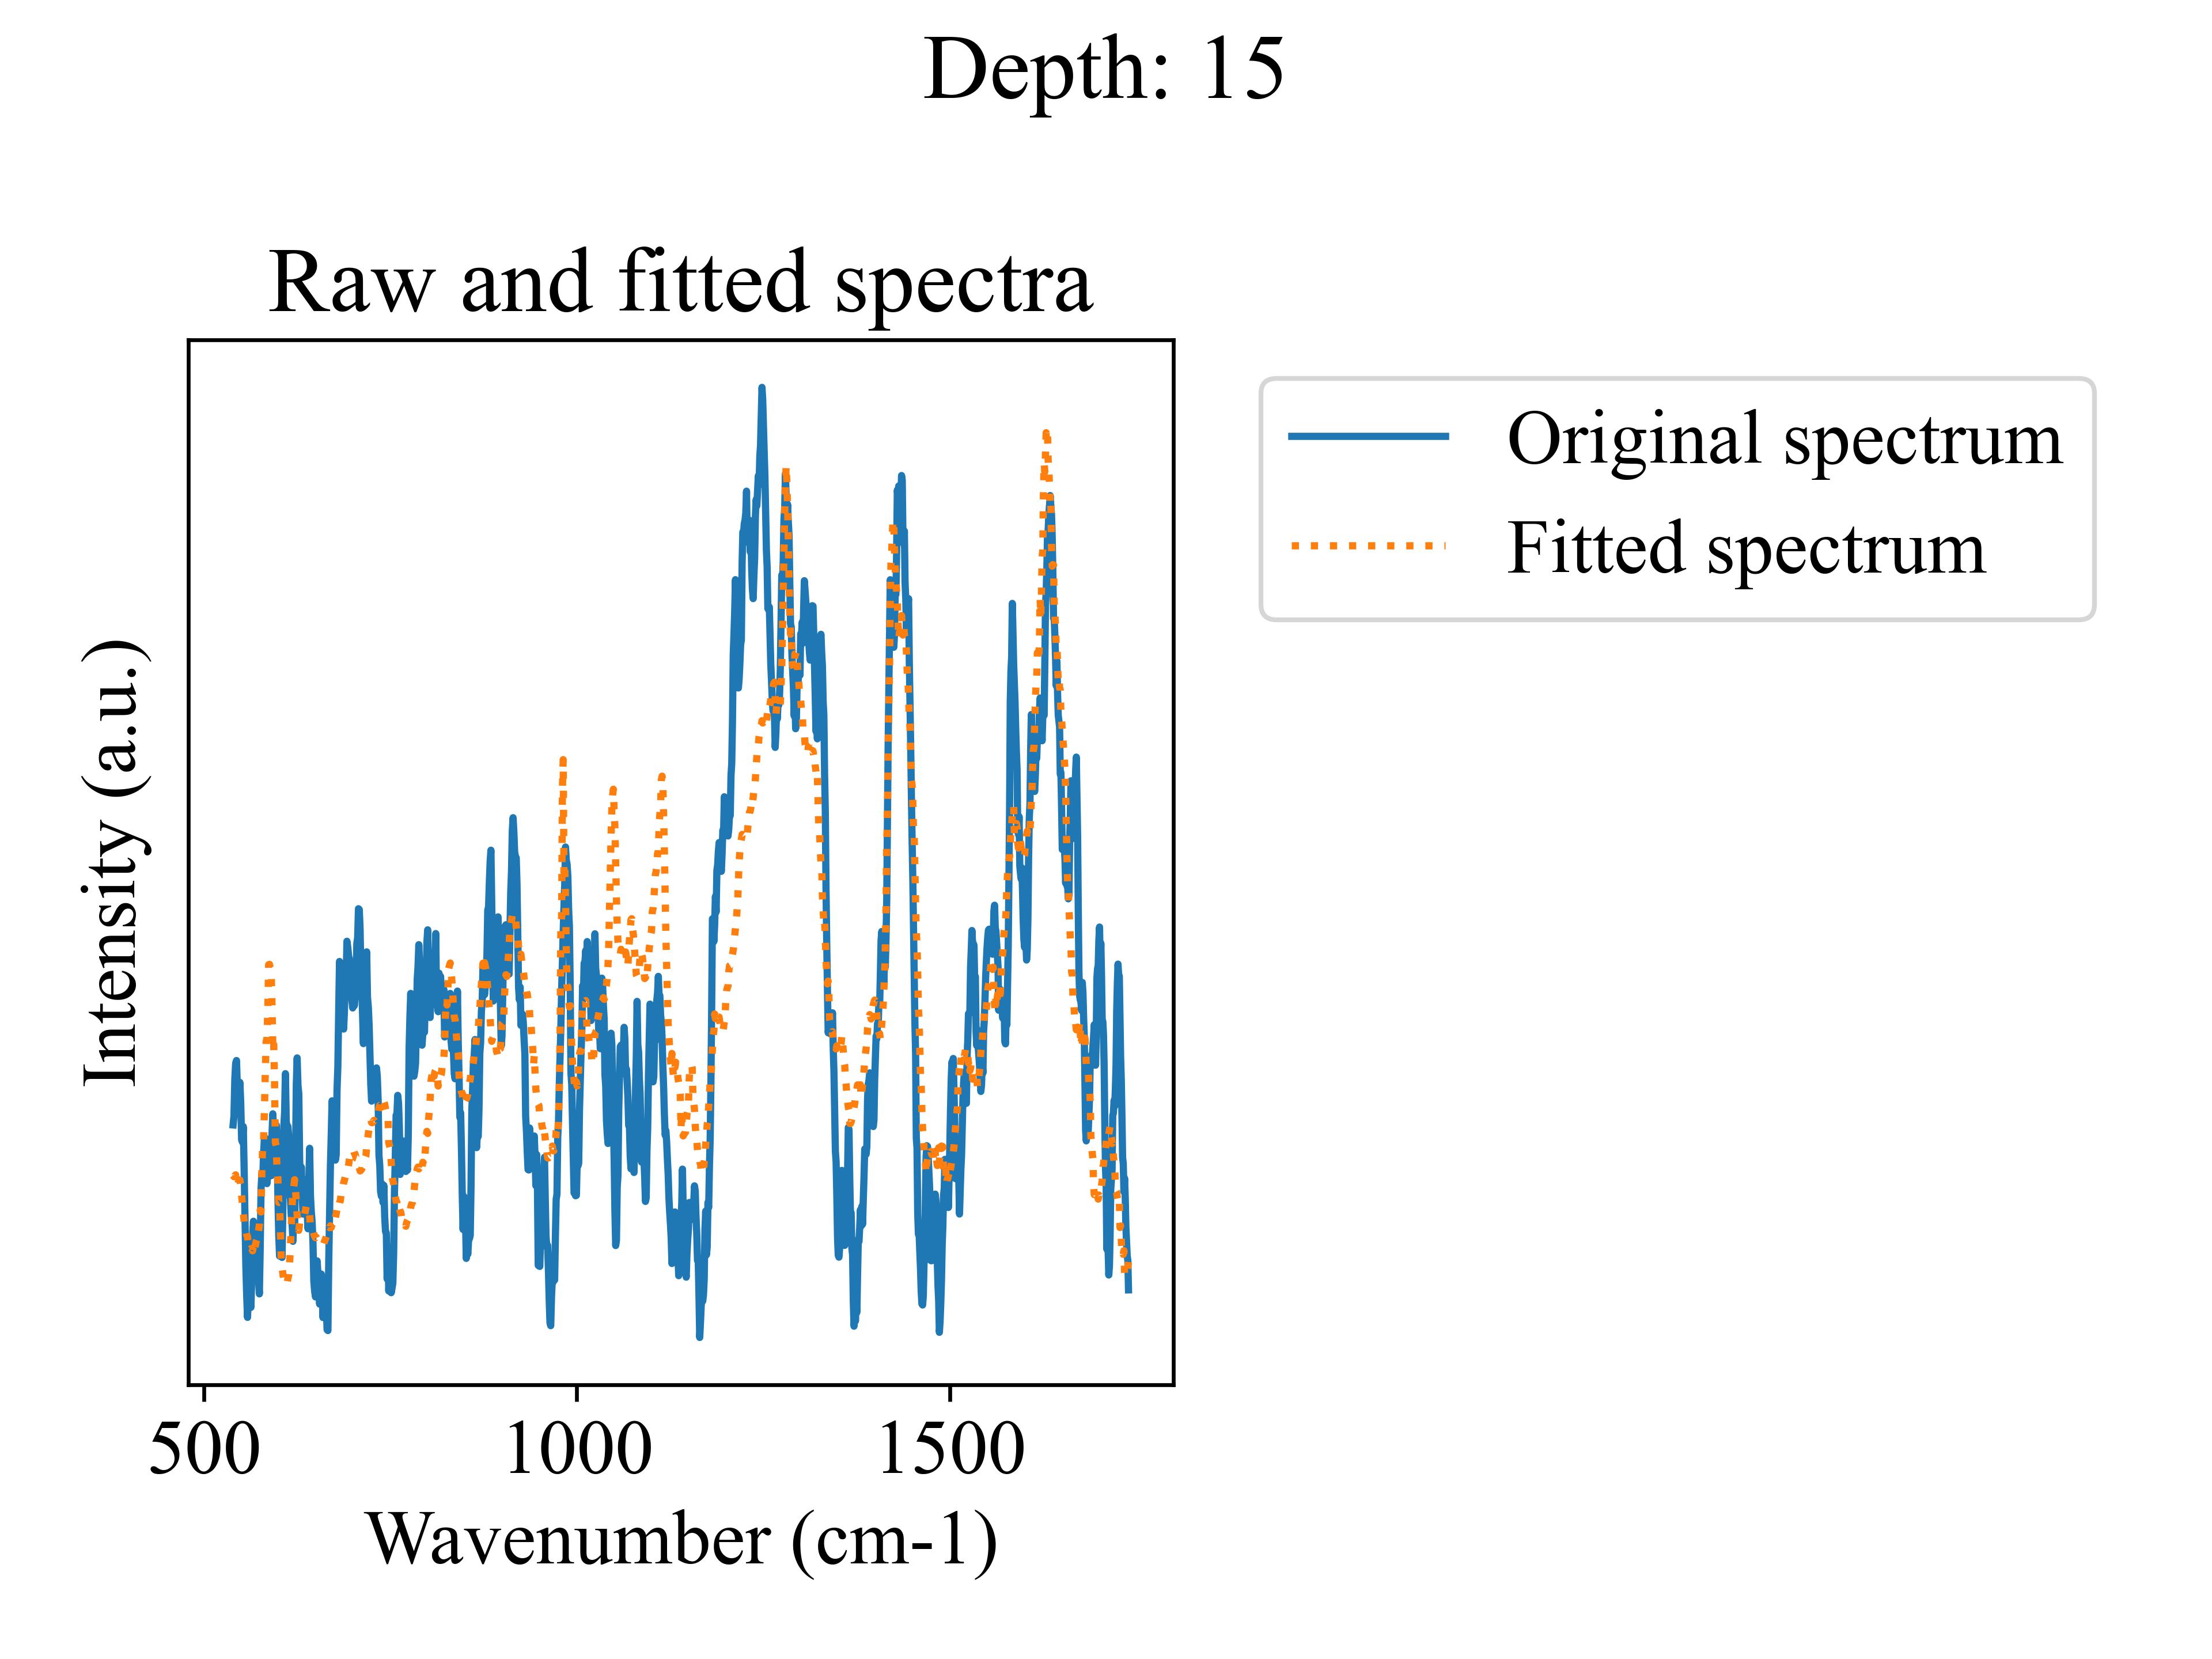 Depth: 15
Raw and fitted spectra
Original spectrum
Fitted spectrum
Intensity (a.u.)
500 1000 1500
Wavenumber (cm-1)